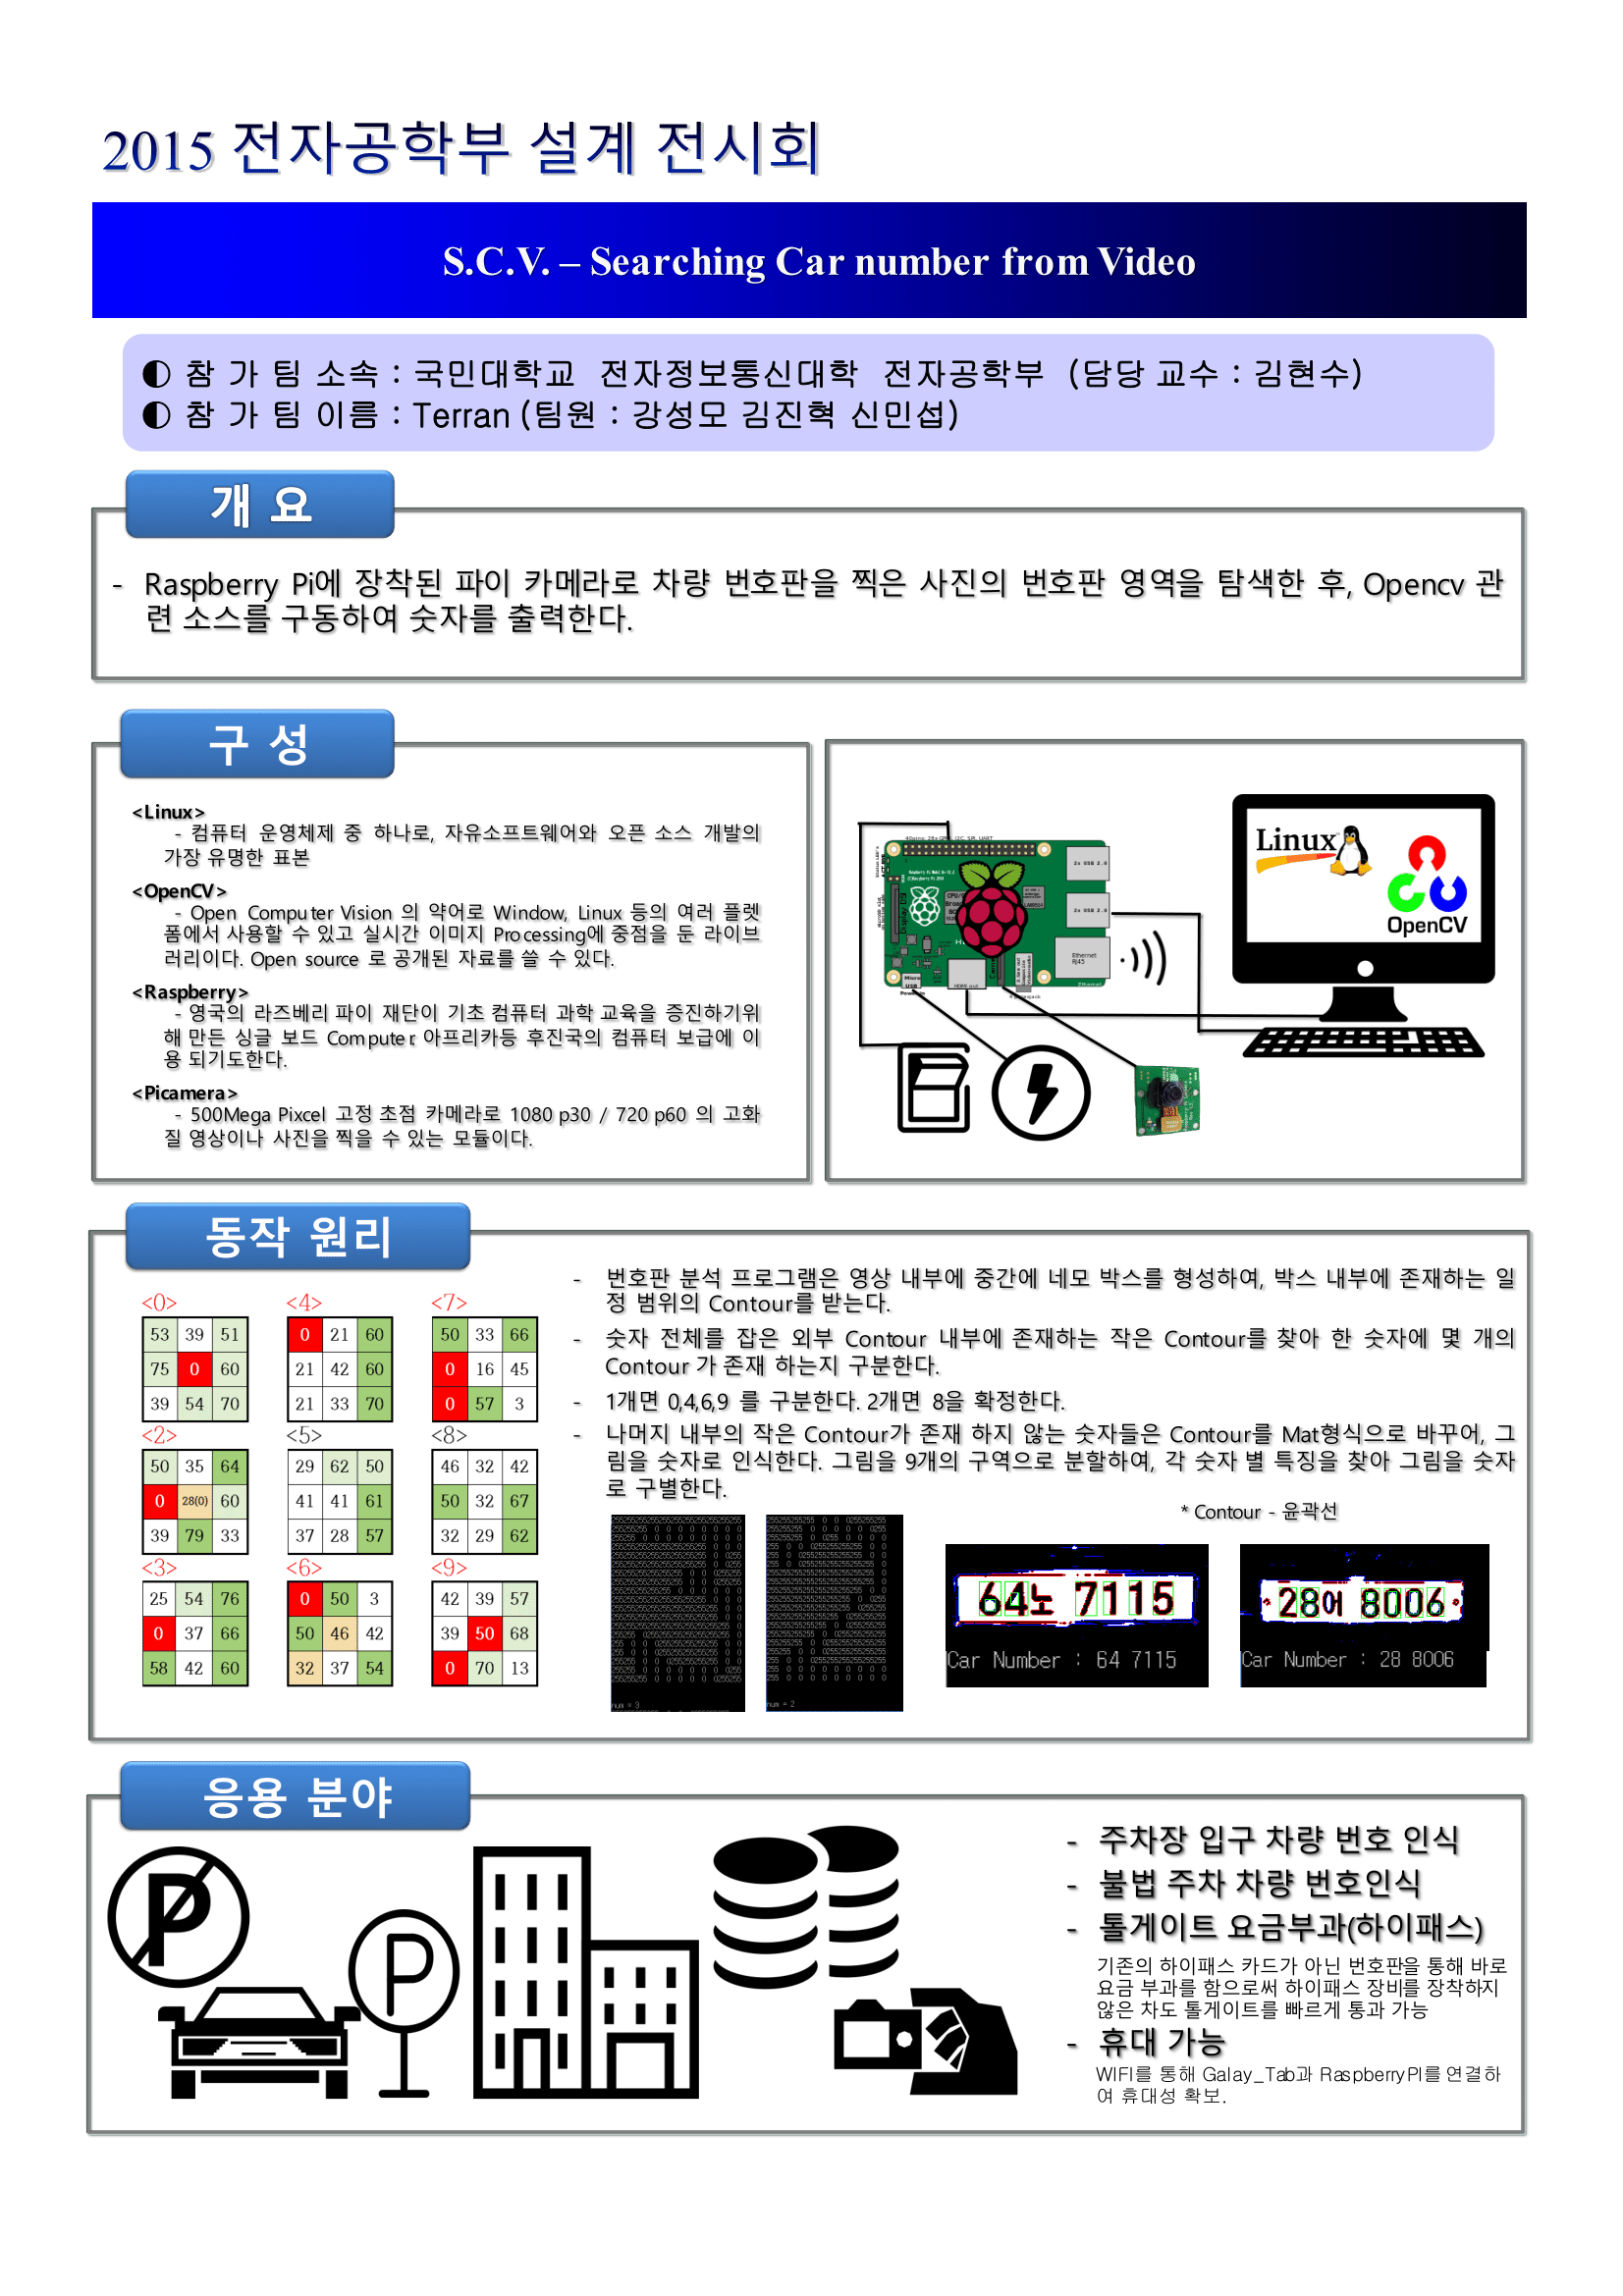 2015 전자공학부 설계 전시회
S.C.V. – Searching Car number from Video
◐ 참 가 팀 소속 : 국민대학교 전자정보통신대학 전자공학부 (담당 교수 : 김현수)
◐ 참 가 팀 이름 : Terran (팀원 : 강성모 김진혁 신민섭)
개 요
- Raspberry Pi에 장착된 파이 카메라로 차량 번호판을 찍은 사진의 번호판 영역을 탐색한 후, Opencv 관
련 소스를 구동하여 숫자를 출력한다.
구 성
<Linux>
- 컴퓨터 운영체제 중 하나로, 자유소프트웨어와 오픈 소스 개발의
가장 유명한 표본
<OpenCV>
- Open Computer Vision 의 약어로 Window, Linux 등의 여러 플렛
폼에서 사용할 수 있고 실시간 이미지 Processing에 중점을 둔 라이브
러리이다. Open source 로 공개된 자료를 쓸 수 있다.
<Raspberry>
- 영국의 라즈베리 파이 재단이 기초 컴퓨터 과학 교육을 증진하기위
해 만든 싱글 보드 Computer. 아프리카등 후진국의 컴퓨터 보급에 이
용 되기도한다.
<Picamera>
- 500Mega Pixcel 고정 초점 카메라로 1080 p30 / 720 p60 의 고화
질 영상이나 사진을 찍을 수 있는 모듈이다.
2x USB 2.0
2x USB 2.0
Ethernet
RJ45
Micro
USB
HDMI out
Linux
OpenCV
동작 원리
<0> <4> <7>
53 39 51 0 21 60 50 33 66
75 0 60 21 42 60 0 16 45
39 54 70 21 33 70 0 57 3
<2> <5> <8>
50 35 64 29 62 50 46 32 42
0 28(0) 60 41 41 61 50 32 67
39 79 33 37 28 57 32 29 62
<3> <6> <9>
25 54 76 0 50 3 42 39 57
0 37 66 50 46 42 39 50 68
58 42 60 32 37 54 0 70 13
- 번호판 분석 프로그램은 영상 내부에 중간에 네모 박스를 형성하여, 박스 내부에 존재하는 일
정 범위의 Contour를 받는다.
- 숫자 전체를 잡은 외부 Contour 내부에 존재하는 작은 Contour를 찾아 한 숫자에 몇 개의
Contour 가 존재 하는지 구분한다.
- 1개면 0,4,6,9 를 구분한다. 2개면 8을 확정한다.
- 나머지 내부의 작은 Contour가 존재 하지 않는 숫자들은 Contour를 Mat형식으로 바꾸어, 그
림을 숫자로 인식한다. 그림을 9개의 구역으로 분할하여, 각 숫자 별 특징을 찾아 그림을 숫자
로 구별한다.
* Contour - 윤곽선
num = 3
num = 2
64노 7115
Car Number : 64 7115
28어 8006
Car Number : 28 8006
응용 분야
P
P
- 주차장 입구 차량 번호 인식
- 불법 주차 차량 번호인식
- 톨게이트 요금부과(하이패스)
기존의 하이패스 카드가 아닌 번호판을 통해 바로
요금 부과를 함으로써 하이패스 장비를 장착하지
않은 차도 톨게이트를 빠르게 통과 가능
- 휴대 가능
WIFI를 통해 Galay_Tab과 RaspberryPI를 연결하
여 휴대성 확보.